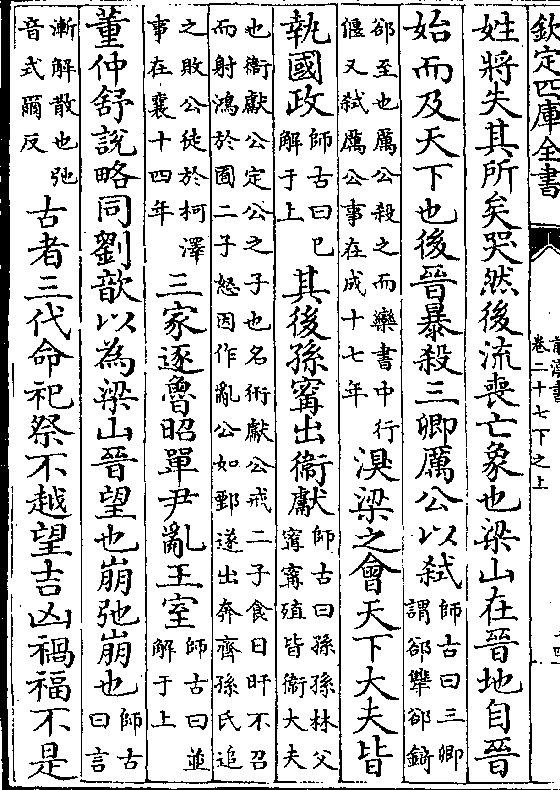 欽定四庫全書
前漢書
卷二十七下之上
姓將失其所矣哭然後流喪亡象也梁山在晉地自晉
始而及天下也後晉暴殺三卿厲公以弑師古曰三卿
謂郤犫郤錡
郤至也厲公殺之而欒書中行
偃又弑厲公事在成十七年
溴梁之會天下大夫皆
執國政師古曰已
解于上
其後孫甯出衞獻師古曰孫孫林父
甯甯殖皆衞大夫
也衞獻公定公之子也名衎獻公戒二子食日旰不召
而射鴻於囿二子怒因作亂公如鄄遂出奔齊孫氏追
之敗公徒於柯澤
事在襄十四年
三家逐魯昭單尹亂王室師古曰並
解于上
董仲舒說略同劉歆以為梁山晉望也崩弛崩也師古
曰言
漸解散也弛
音式爾反
古者三代命祀祭不越望吉凶禍福不是